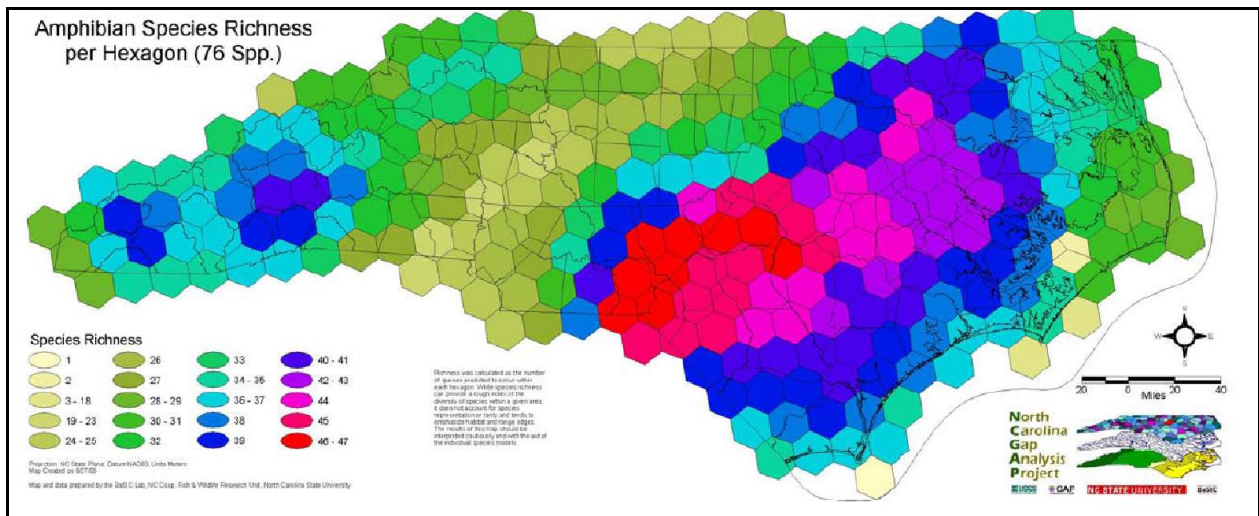 Amphibian Species Richness
per Hexagon (76 Spp.)
Species Richness
1
2
3 - 18
19 - 23
24 - 25
26
27
28 - 29
30 - 31
32
33
34 - 35
36 - 37
38
39
40 - 41
42 - 43
44
45
46 - 47
Richness was calculated as the number
of species predicted to occur within
each hexagon. While species richness
can provide a rough index of the
diversity of species within a given area,
it does not account for species
representation or rarity and tends to
emphasize habitat and range edges.
The results of this map should be
interpreted cautiously and with the aid of
the individual species models.
Projection: NC State Plane, Datum NAD83, Units Meters
Map Created on
Map and data prepared by the BaSIC Lab, NC Coop. Fish & Wildlife Research Unit, North Carolina State University
N
W E
S
20 0 20 40
Miles
North
Carolina
Gap
Analysis
Project
USGS GAP NC STATE UNIVERSITY BaSIC